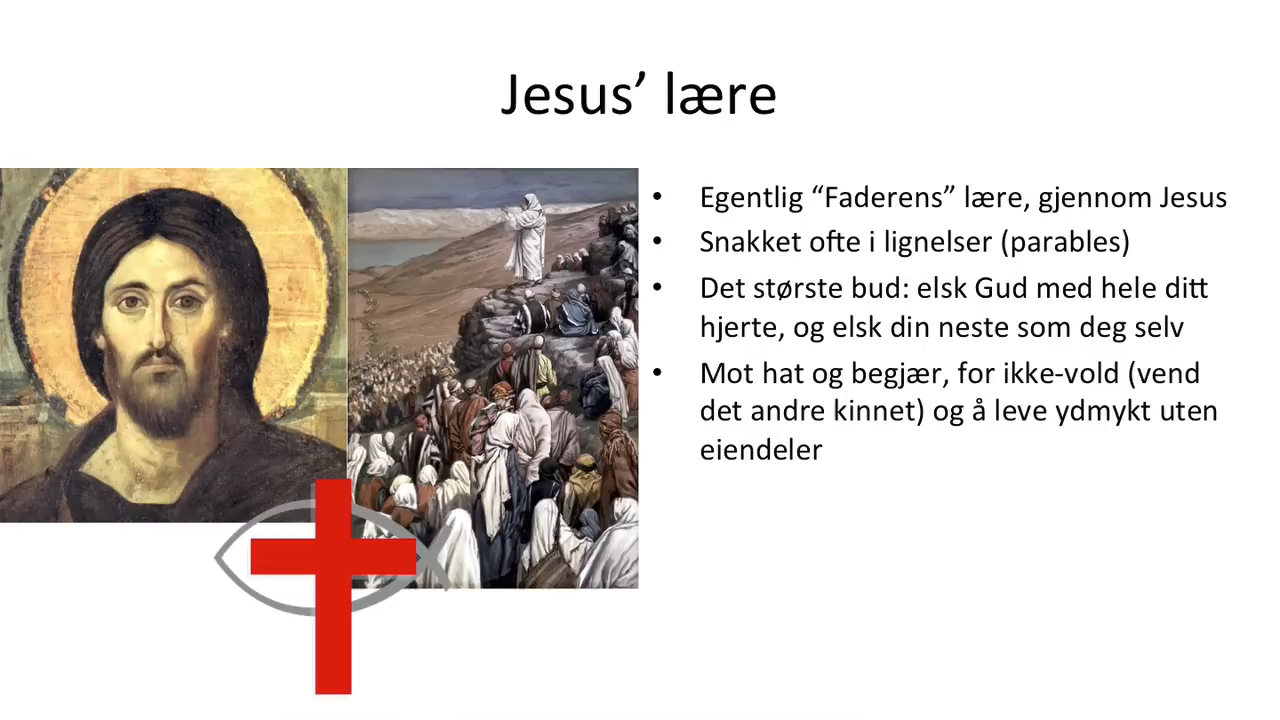 Jesus’ lære
• Egentlig “Faderens” lære, gjennom Jesus
• Snakket ofte i lignelser (parables)
• Det største bud: elsk Gud med hele ditt
hjerte, og elsk din neste som deg selv
• Mot hat og begjær, for ikke-vold (vend
det andre kinnet) og å leve ydmykt uten
eiendeler